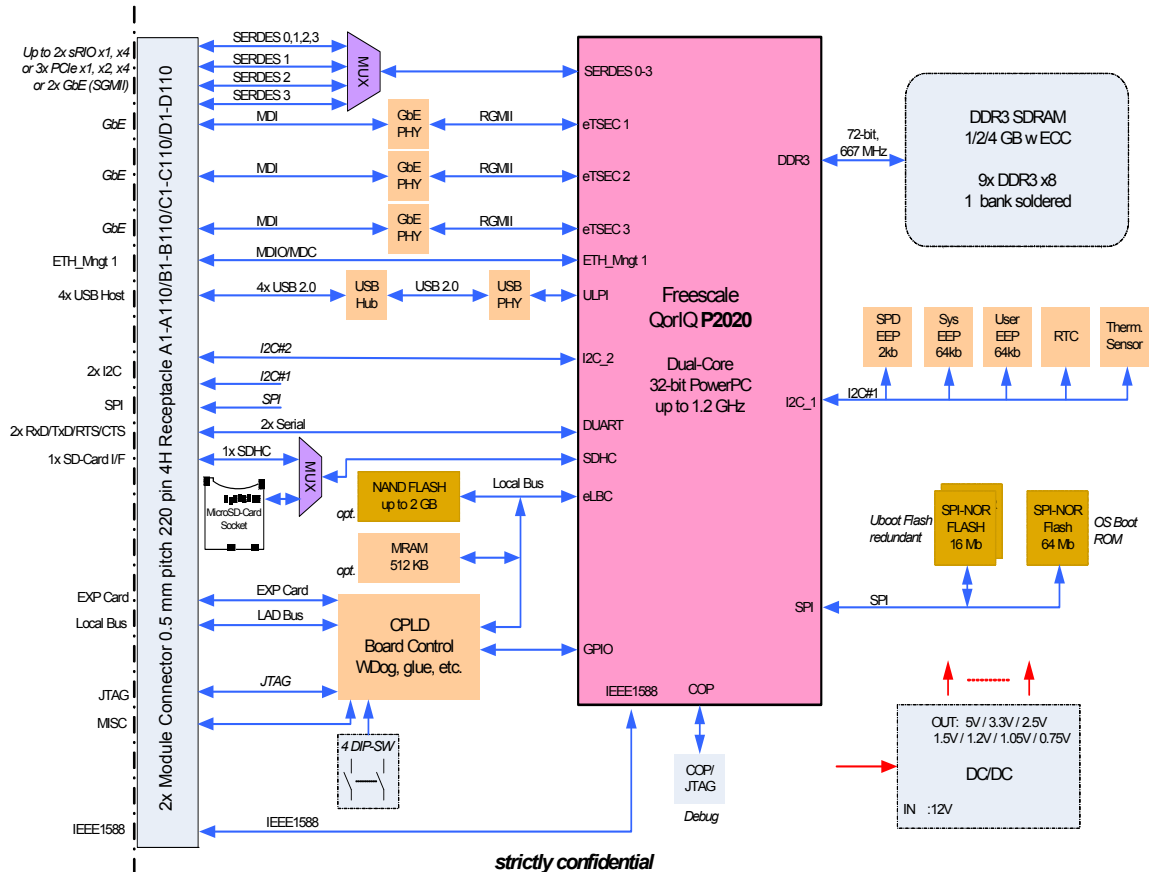 Up to 2x sRIO x1, x4
or 3x PCIe x1, x2, x4
or 2x GbE (SGMII)
GbE
GbE
GbE
ETH_Mngt 1
4x USB Host
2x I2C
SPI
2x RxD/TxD/RTS/CTS
1x SD-Card I/F
EXP Card
Local Bus
JTAG
MISC
IEEE1588
2x Module Connector 0.5 mm pitch 220 pin 4H Receptacle A1-A110/B1-B110/C1-C110/D1-D110
SERDES 0,1,2,3
SERDES 1
SERDES 2
SERDES 3
MUX
MDI
GbE
PHY
RGMII
MDI
GbE
PHY
RGMII
MDI
GbE
PHY
RGMII
MDIO/MDC
4x USB 2.0
USB
Hub
USB 2.0
USB
PHY
I2C#2
I2C#1
SPI
2x Serial
1x SDHC
MUX
MicroSD-Card
Socket
opt.
NAND FLASH
up to 2 GB
Local Bus
opt.
MRAM
512 KB
EXP Card
LAD Bus
CPLD
Board Control
WDog, glue, etc.
JTAG
4 DIP-SW
IEEE1588
SERDES 0-3
eTSEC 1
eTSEC 2
eTSEC 3
ETH_Mngt 1
ULPI
I2C_2
DUART
SDHC
eLBC
GPIO
IEEE1588
COP
Freescale
QorIQ P2020
Dual-Core
32-bit PowerPC
up to 1.2 GHz
DDR3
I2C_1
SPI
COP/
JTAG
Debug
72-bit,
667 MHz
DDR3 SDRAM
1/2/4 GB w ECC
9x DDR3 x8
1 bank soldered
SPD
EEP
2kb
Sys
EEP
64kb
User
EEP
64kb
RTC
Therm.
Sensor
I2C#1
Uboot Flash
redundant
SPI-NOR
FLASH
16 Mb
SPI-NOR
Flash
64 Mb
OS Boot
ROM
SPI
OUT: 5V / 3.3V / 2.5V
1.5V / 1.2V / 1.05V / 0.75V
DC/DC
IN :12V
strictly confidential